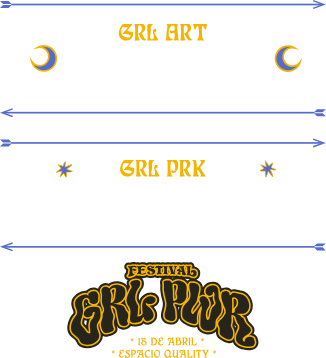 GRL ART
GRL PRK
FESTIVAL
GRL PWR
* 13 DE ABRIL *
* ESPACIO QUALITY *